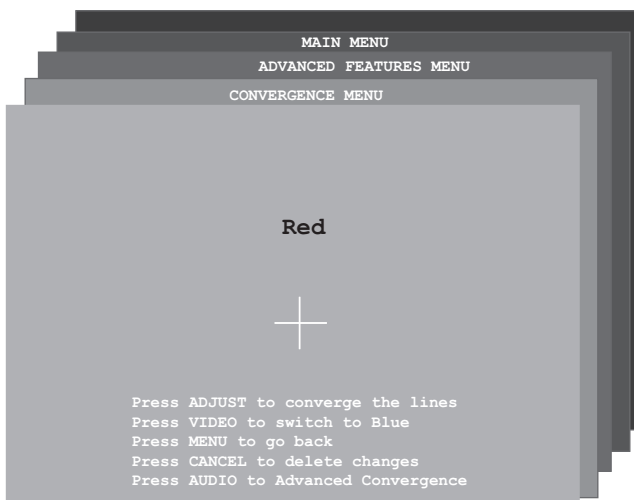 MAIN MENU
ADVANCED FEATURES MENU
CONVERGENCE MENU
Red
Press ADJUST to converge the lines
Press VIDEO to switch to Blue
Press MENU to go back
Press CANCEL to delete changes
Press AUDIO to Advanced Convergence